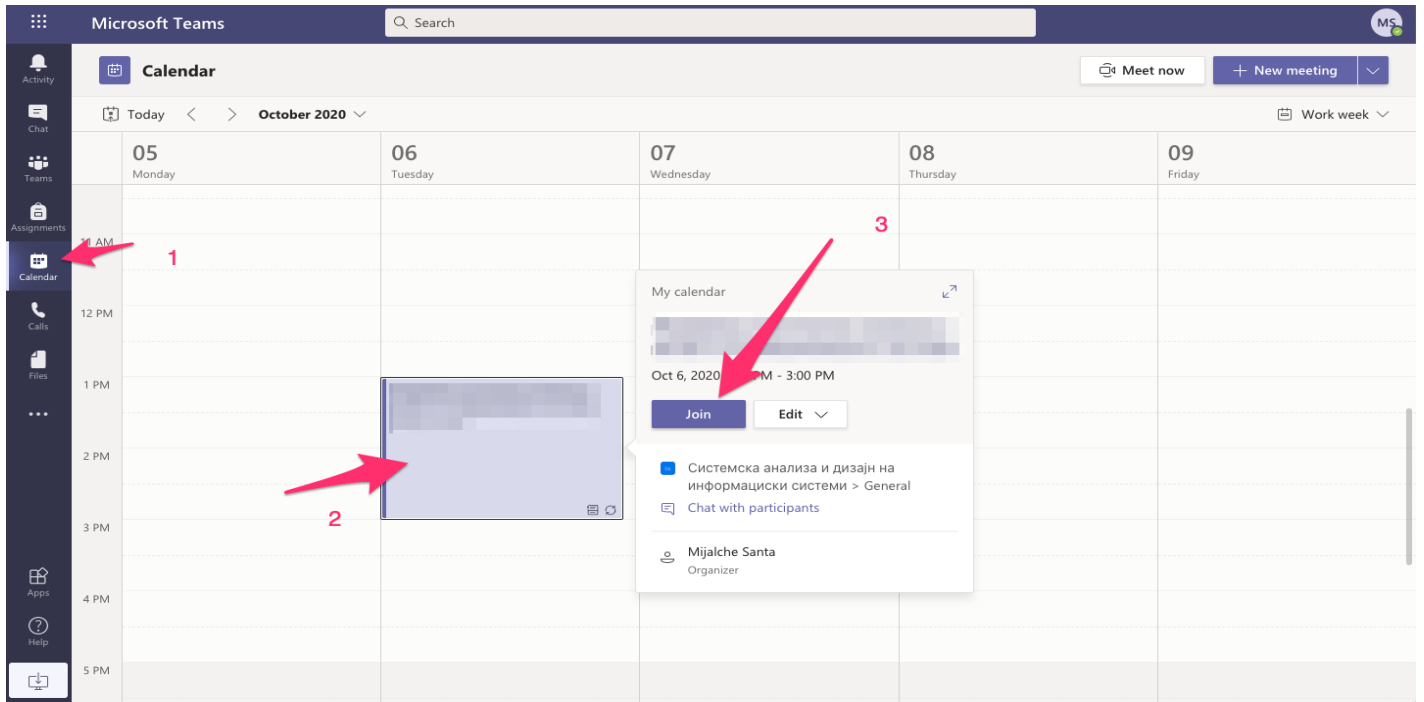 Microsoft Teams
Search
MS
Activity
Chat
Teams
Assignments
Calendar
Calls
Files
Apps
Help
Calendar
Meet now
New meeting
Today
October 2020
Work week
05
Monday
06
Tuesday
07
Wednesday
08
Thursday
09
Friday
AM
12 PM
1 PM
2 PM
3 PM
4 PM
5 PM
1
2
3
My calendar
Oct 6, 2020 PM - 3:00 PM
Join
Edit
Системска анализа и дизајн на
информациски системи > General
Chat with participants
Mijalche Santa
Organizer